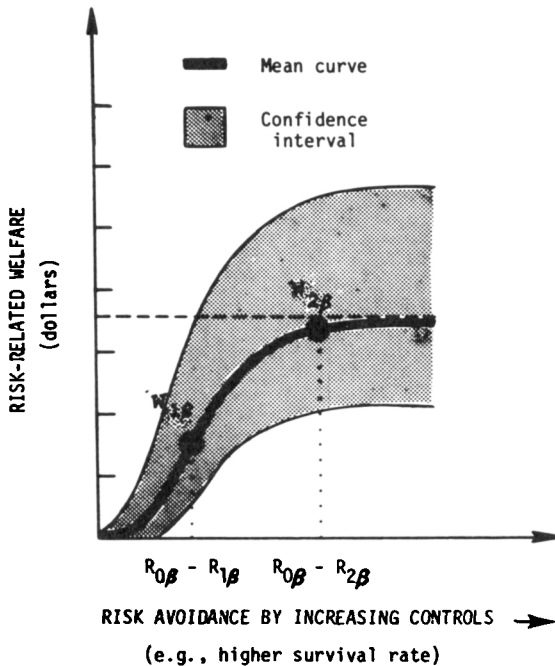 Mean curve
Confidence
interval
RISK-RELATED WELFARE
(dollars)
W2β
W1β
R0β - R1β
R0β - R2β
RISK AVOIDANCE BY INCREASING CONTROLS
(e.g., higher survival rate)